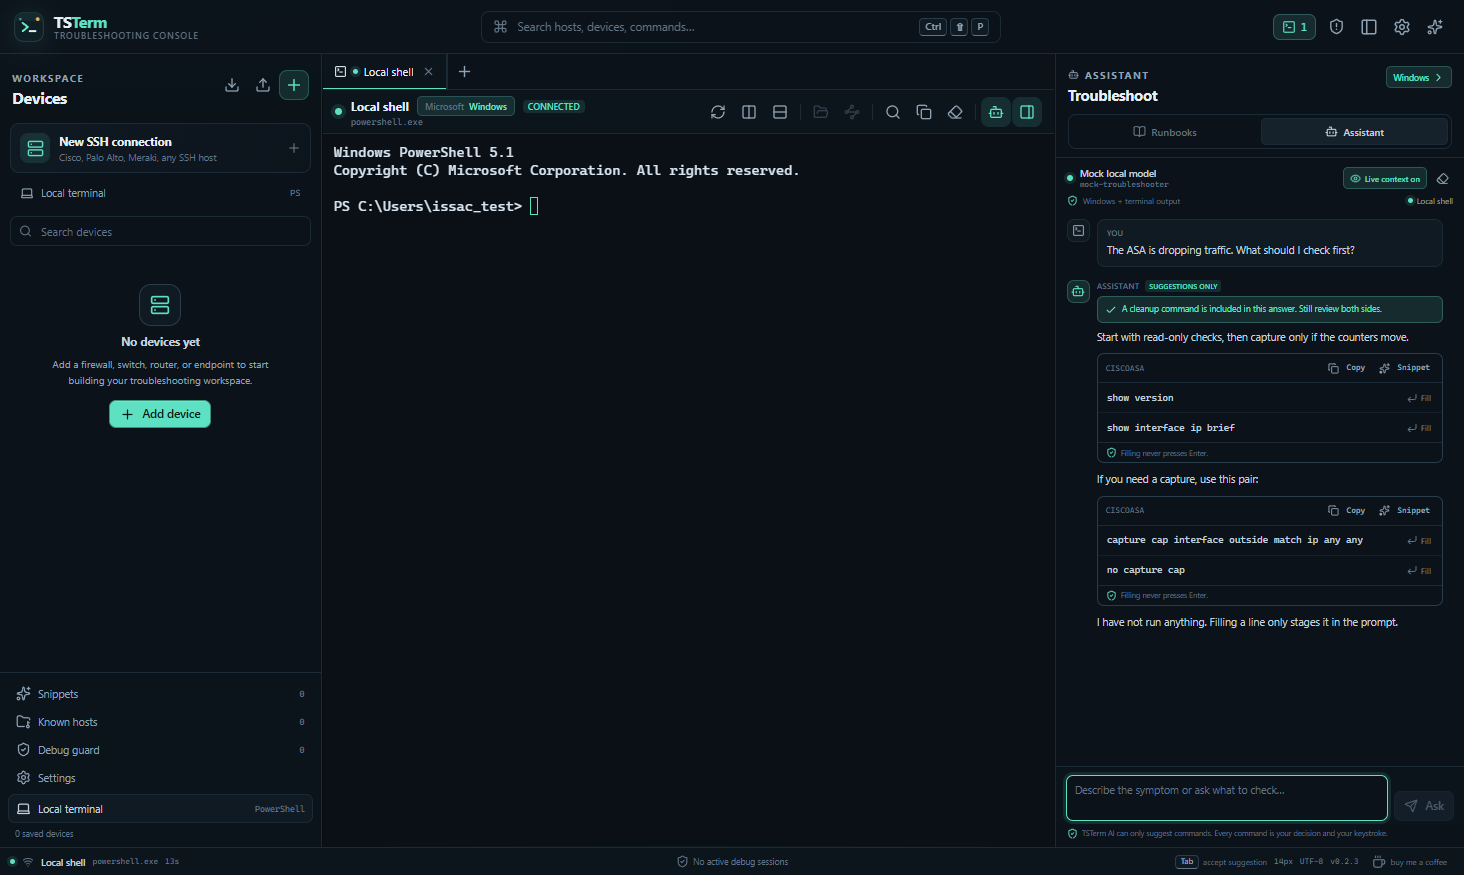 TSTerm
TROUBLESHOOTING CONSOLE
Search hosts, devices, commands...
Ctrl
P
1
WORKSPACE
Devices
New SSH connection
Cisco, Palo Alto, Meraki, any SSH host
Local terminal
PS
Search devices
No devices yet
Add a firewall, switch, router, or endpoint to start
building your troubleshooting workspace.
Add device
Snippets
0
Known hosts
0
Debug guard
0
Settings
Local terminal
PowerShell
0 saved devices
Local shell
Local shell
Microsoft Windows
CONNECTED
powershell.exe
Windows PowerShell 5.1
Copyright (C) Microsoft Corporation. All rights reserved.
PS C:\Users\issac_test>
ASSISTANT
Troubleshoot
Windows
Runbooks
Assistant
Mock local model
mock-troubleshooter
Live context on
Windows + terminal output
Local shell
YOU
The ASA is dropping traffic. What should I check first?
ASSISTANT
SUGGESTIONS ONLY
A cleanup command is included in this answer. Still review both sides.
Start with read-only checks, then capture only if the counters move.
CISCOASA
Copy
Snippet
show version
Fill
show interface ip brief
Fill
Filling never presses Enter.
If you need a capture, use this pair:
CISCOASA
Copy
Snippet
capture cap interface outside match ip any any
Fill
no capture cap
Fill
Filling never presses Enter.
I have not run anything. Filling a line only stages it in the prompt.
Describe the symptom or ask what to check...
Ask
TSTerm AI can only suggest commands. Every command is your decision and your keystroke.
Local shell
powershell.exe
13s
No active debug sessions
Tab
accept suggestion
14px
UTF-8
v0.2.3
buy me a coffee